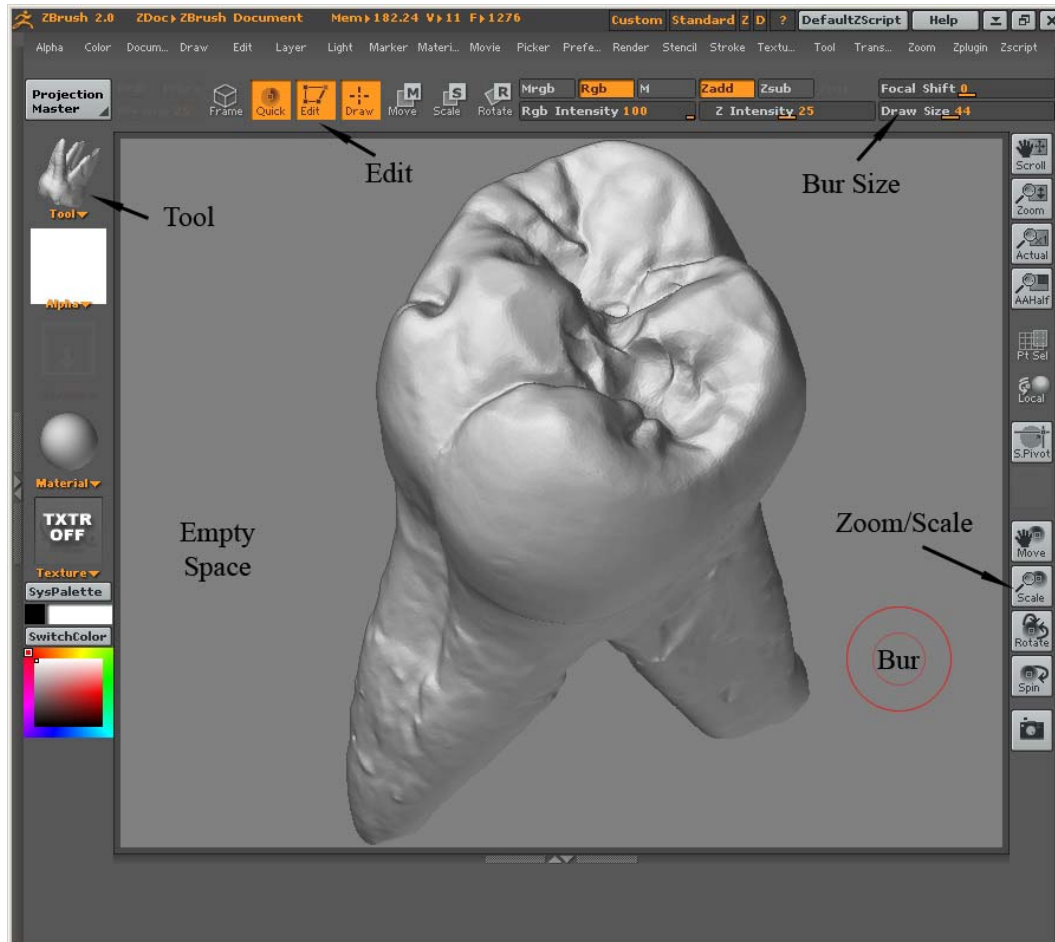 ZBrush 2.0 ZDoc▸ZBrush Document Mem▸182.24 V▸11 F▸1276 Custom Standard Z D ? DefaultZScript Help
Alpha Color Docum... Draw Edit Layer Light Marker Materi... Movie Picker Prefe... Render Stencil Stroke Textu... Tool Trans... Zoom Zplugin Zscript
Projection
Master
Frame Quick Edit Draw Move Scale Rotate
M S R
Mrgb Rgb M Zadd Zsub Focal Shift 0
Rgb Intensity 100 Z Intensity 25 Draw Size 44
Edit
Bur Size
Tool
Tool
Alpha
Material
TXTR
OFF
Texture
SysPalette
SwitchColor
Empty
Space
Zoom/Scale
Bur
Scroll
Zoom
Actual
AAHalf
Pt Sel
Local
S.Pivot
Move
Scale
Rotate
Spin